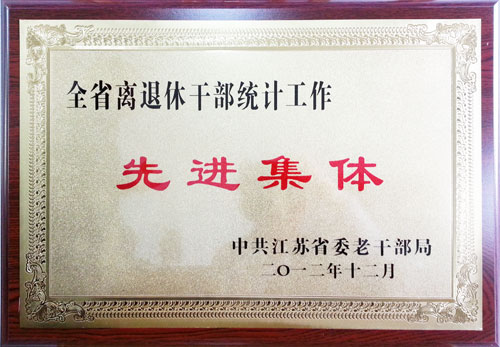 全省离退休干部统计工作
先进集体
中共江苏省委老干部局
二〇一二年十二月